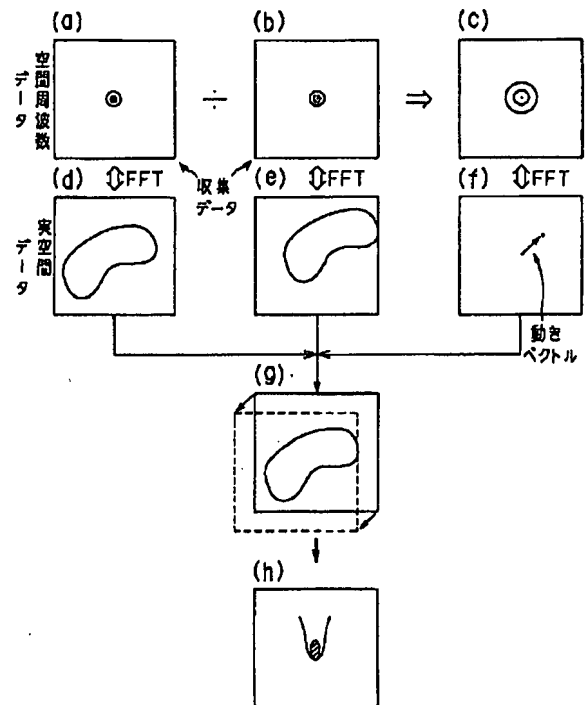 (a)
(b)
(c)
空間周波数
データ
÷
⇒
(d)
⇕FFT
収集
データ
(e)
⇕FFT
(f)
⇕FFT
実空間
データ
動き
ベクトル
(g)
(h)